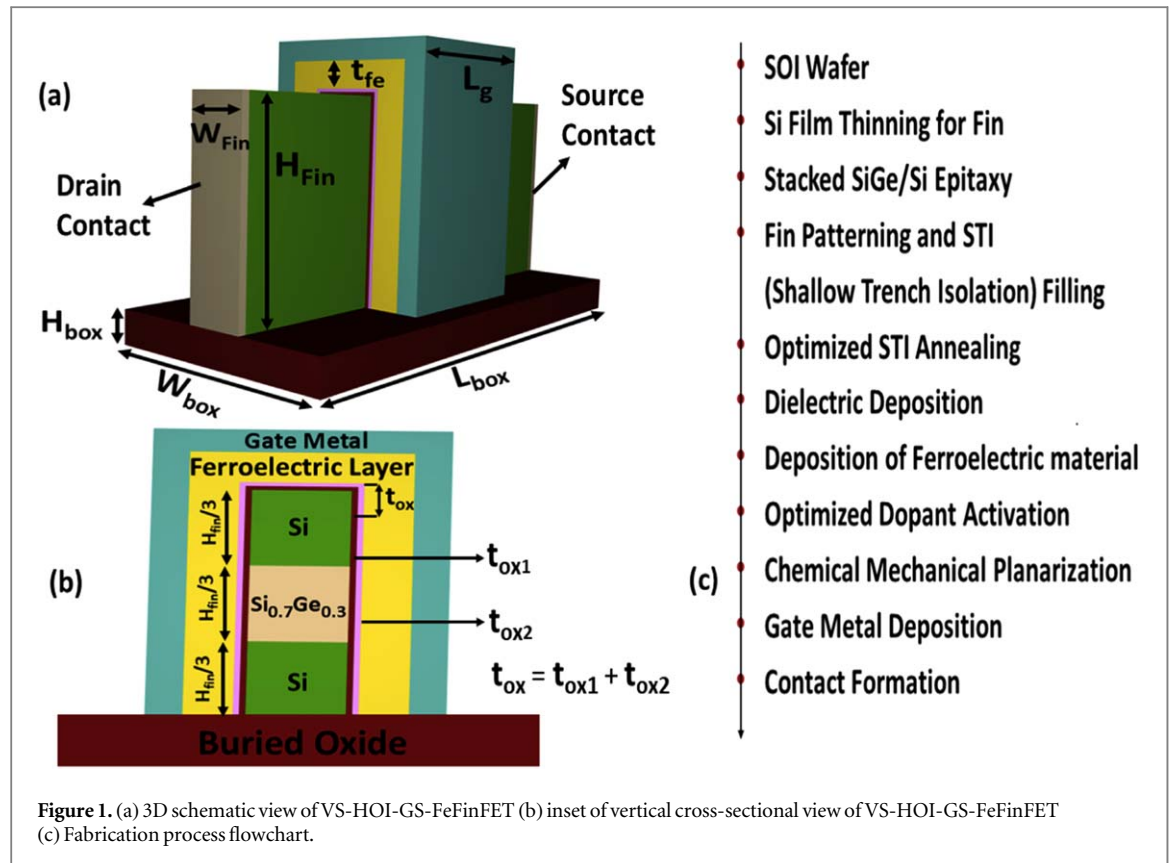 (a)
t_fe
L_g
W_Fin
H_Fin
Source
Contact
Drain
Contact
H_box
W_box
L_box
Gate Metal
Ferroelectric Layer
t_ox
H_fin/3
Si
t_ox1
(b)
H_fin/3
Si_0.7Ge_0.3
t_ox2
H_fin/3
Si
t_ox = t_ox1 + t_ox2
Buried Oxide
SOI Wafer
Si Film Thinning for Fin
Stacked SiGe/Si Epitaxy
Fin Patterning and STI
(Shallow Trench Isolation) Filling
Optimized STI Annealing
Dielectric Deposition
Deposition of Ferroelectric material
Optimized Dopant Activation
(c)
Chemical Mechanical Planarization
Gate Metal Deposition
Contact Formation
Figure 1. (a) 3D schematic view of VS-HOI-GS-FeFinFET (b) inset of vertical cross-sectional view of VS-HOI-GS-FeFinFET
(c) Fabrication process flowchart.